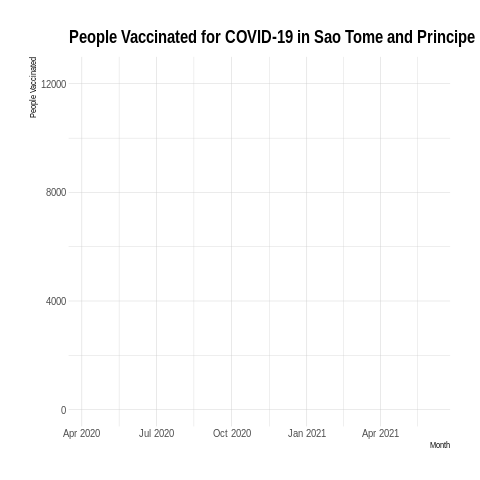 People Vaccinated for COVID-19 in Sao Tome and Principe
People Vaccinated
12000
8000
4000
0
Apr 2020
Jul 2020
Oct 2020
Jan 2021
Apr 2021
Month